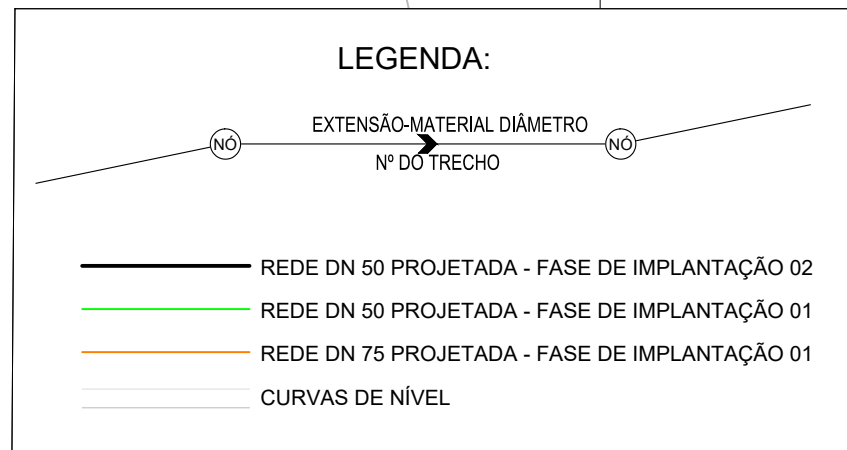 LEGENDA:
EXTENSÃO-MATERIAL DIÂMETRO
NÓ NÓ
Nº DO TRECHO
REDE DN 50 PROJETADA - FASE DE IMPLANTAÇÃO 02
REDE DN 50 PROJETADA - FASE DE IMPLANTAÇÃO 01
REDE DN 75 PROJETADA - FASE DE IMPLANTAÇÃO 01
CURVAS DE NÍVEL